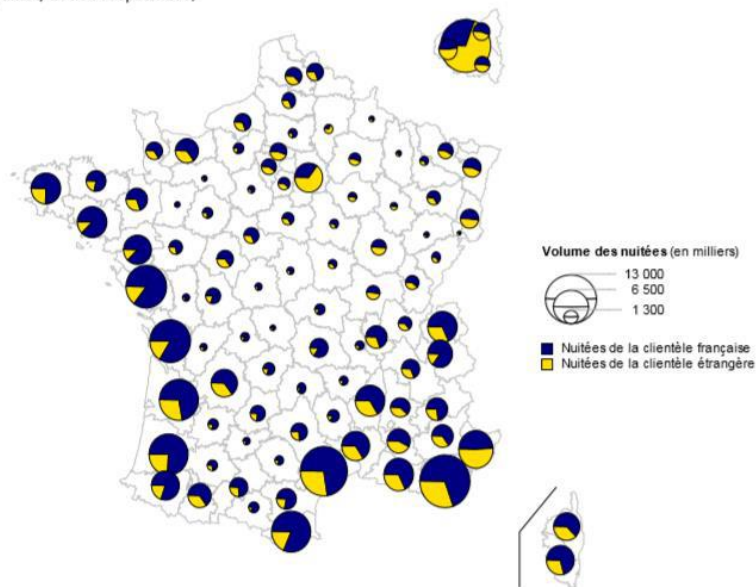 Volume des nuitées (en milliers)
13 000
6 500
1 300
Nuitées de la clientèle française
Nuitées de la clientèle étrangère